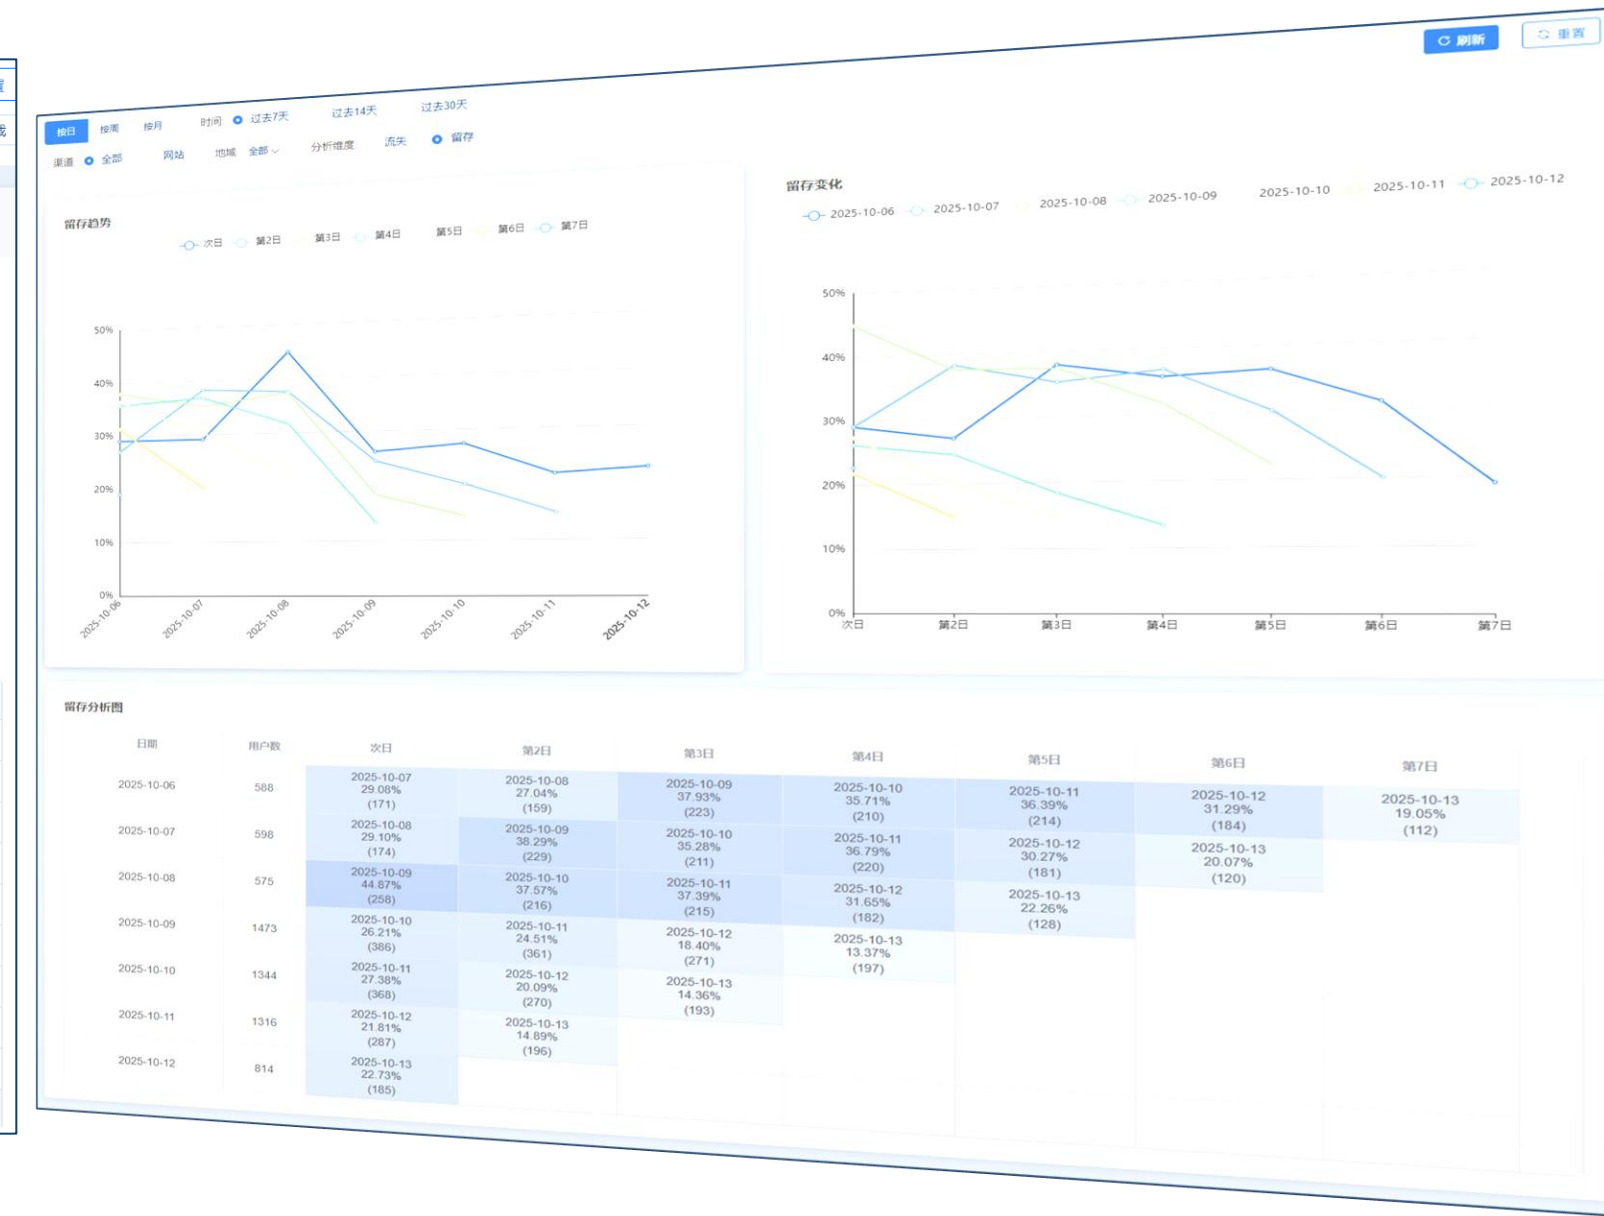 置
刷新
重置
按日 按周 按月 时间 过去7天 过去14天 过去30天
渠道 全部 网站 地域 全部 分析维度 流失 留存
留存趋势
次日 第2日 第3日 第4日 第5日 第6日 第7日
50%
40%
30%
20%
10%
0%
2025-10-06 2025-10-07 2025-10-08 2025-10-09 2025-10-10 2025-10-11 2025-10-12
留存变化
2025-10-06 2025-10-07 2025-10-08 2025-10-09 2025-10-10 2025-10-11 2025-10-12
50%
40%
30%
20%
10%
0%
次日 第2日 第3日 第4日 第5日 第6日 第7日
留存分析图
日期 用户数 次日 第2日 第3日 第4日 第5日 第6日 第7日
2025-10-06 588 2025-10-07 29.08% (171) 2025-10-08 27.04% (159) 2025-10-09 37.93% (223) 2025-10-10 35.71% (210) 2025-10-11 36.39% (214) 2025-10-12 31.29% (184) 2025-10-13 19.05% (112)
2025-10-07 598 2025-10-08 29.10% (174) 2025-10-09 38.29% (229) 2025-10-10 35.28% (211) 2025-10-11 36.79% (220) 2025-10-12 30.27% (181) 2025-10-13 20.07% (120)
2025-10-08 575 2025-10-09 44.87% (258) 2025-10-10 37.57% (216) 2025-10-11 37.39% (215) 2025-10-12 31.65% (182) 2025-10-13 22.26% (128)
2025-10-09 1473 2025-10-10 26.21% (386) 2025-10-11 24.51% (361) 2025-10-12 18.40% (271) 2025-10-13 13.37% (197)
2025-10-10 1344 2025-10-11 27.38% (368) 2025-10-12 20.09% (270) 2025-10-13 14.36% (193)
2025-10-11 1316 2025-10-12 21.81% (287) 2025-10-13 14.89% (196)
2025-10-12 814 2025-10-13 22.73% (185)